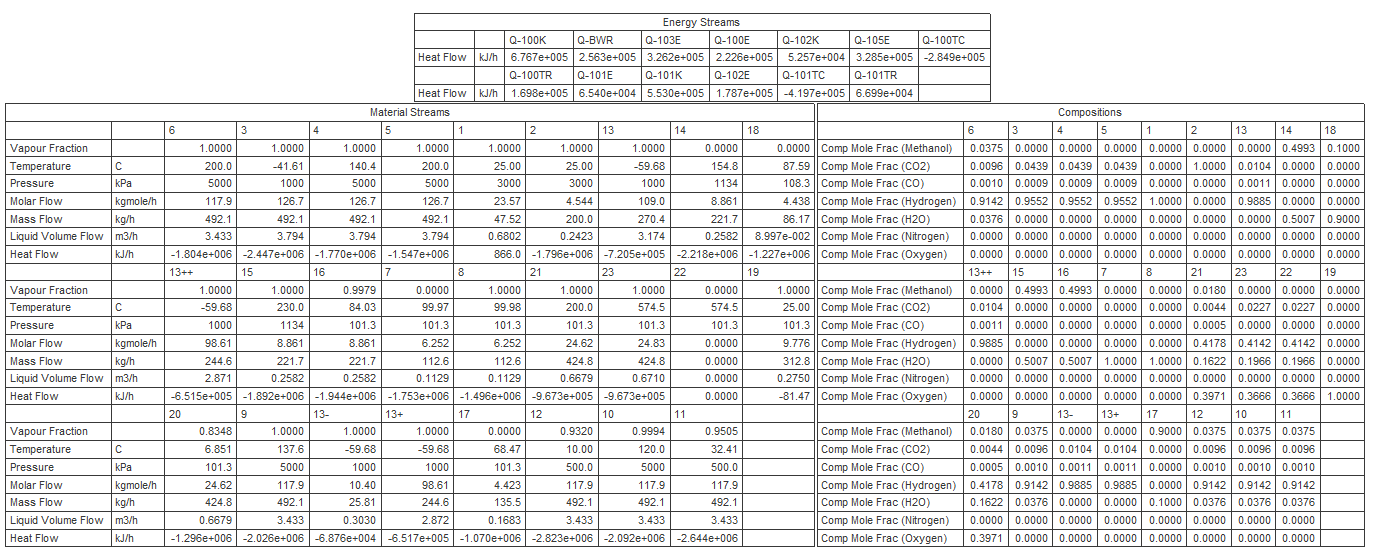 Energy Streams
Q-100K Q-BWR Q-103E Q-100E Q-102K Q-105E Q-100TC
Heat Flow kJ/h 6.767e+005 2.563e+005 3.262e+005 2.226e+005 5.257e+004 3.285e+005 -2.849e+005
Q-100TR Q-101E Q-101K Q-102E Q-101TC Q-101TR
Heat Flow kJ/h 1.698e+005 6.540e+004 5.530e+005 1.787e+005 -4.197e+005 6.699e+004
Material Streams Compositions
6 3 4 5 1 2 13 14 18 6 3 4 5 1 2 13 14 18
Vapour Fraction 1.0000 1.0000 1.0000 1.0000 1.0000 1.0000 1.0000 0.0000 0.0000 Comp Mole Frac (Methanol) 0.0375 0.0000 0.0000 0.0000 0.0000 0.0000 0.0000 0.4993 0.1000
Temperature C 200.0 -41.61 140.4 200.0 25.00 25.00 -59.68 154.8 87.59 Comp Mole Frac (CO2) 0.0096 0.0439 0.0439 0.0439 0.0000 1.0000 0.0104 0.0000 0.0000
Pressure kPa 5000 1000 5000 5000 3000 3000 1000 1134 108.3 Comp Mole Frac (CO) 0.0010 0.0009 0.0009 0.0009 0.0000 0.0000 0.0011 0.0000 0.0000
Molar Flow kgmole/h 117.9 126.7 126.7 126.7 23.57 4.544 109.0 8.861 4.438 Comp Mole Frac (Hydrogen) 0.9142 0.9552 0.9552 0.9552 1.0000 0.0000 0.9885 0.0000 0.0000
Mass Flow kg/h 492.1 492.1 492.1 492.1 47.52 200.0 270.4 221.7 86.17 Comp Mole Frac (H2O) 0.0376 0.0000 0.0000 0.0000 0.0000 0.0000 0.0000 0.5007 0.9000
Liquid Volume Flow m3/h 3.433 3.794 3.794 3.794 0.6802 0.2423 3.174 0.2582 8.997e-002 Comp Mole Frac (Nitrogen) 0.0000 0.0000 0.0000 0.0000 0.0000 0.0000 0.0000 0.0000 0.0000
Heat Flow kJ/h -1.804e+006 -2.447e+006 -1.770e+006 -1.547e+006 866.0 -1.796e+006 -7.205e+005 -2.218e+006 -1.227e+006 Comp Mole Frac (Oxygen) 0.0000 0.0000 0.0000 0.0000 0.0000 0.0000 0.0000 0.0000 0.0000
13++ 15 16 7 8 21 23 22 19 13++ 15 16 7 8 21 23 22 19
Vapour Fraction 1.0000 1.0000 0.9979 0.0000 1.0000 1.0000 1.0000 0.0000 1.0000 Comp Mole Frac (Methanol) 0.0000 0.4993 0.4993 0.0000 0.0000 0.0180 0.0000 0.0000 0.0000
Temperature C -59.68 230.0 84.03 99.97 99.98 200.0 574.5 574.5 25.00 Comp Mole Frac (CO2) 0.0104 0.0000 0.0000 0.0000 0.0000 0.0044 0.0227 0.0227 0.0000
Pressure kPa 1000 1134 101.3 101.3 101.3 101.3 101.3 101.3 101.3 Comp Mole Frac (CO) 0.0011 0.0000 0.0000 0.0000 0.0000 0.0005 0.0000 0.0000 0.0000
Molar Flow kgmole/h 98.61 8.861 8.861 6.252 6.252 24.62 24.83 0.0000 9.776 Comp Mole Frac (Hydrogen) 0.9885 0.0000 0.0000 0.0000 0.0000 0.4178 0.4142 0.4142 0.0000
Mass Flow kg/h 244.6 221.7 221.7 112.6 112.6 424.8 424.8 0.0000 312.8 Comp Mole Frac (H2O) 0.0000 0.5007 0.5007 1.0000 1.0000 0.1622 0.1966 0.1966 0.0000
Liquid Volume Flow m3/h 2.871 0.2582 0.2582 0.1129 0.1129 0.6679 0.6710 0.0000 0.2750 Comp Mole Frac (Nitrogen) 0.0000 0.0000 0.0000 0.0000 0.0000 0.0000 0.0000 0.0000 0.0000
Heat Flow kJ/h -6.515e+005 -1.892e+006 -1.944e+006 -1.753e+006 -1.496e+006 -9.673e+005 -9.673e+005 0.0000 -81.47 Comp Mole Frac (Oxygen) 0.0000 0.0000 0.0000 0.0000 0.0000 0.3971 0.3666 0.3666 1.0000
20 9 13- 13+ 17 12 10 11 20 9 13- 13+ 17 12 10 11
Vapour Fraction 0.8348 1.0000 1.0000 1.0000 0.0000 0.9320 0.9994 0.9505 Comp Mole Frac (Methanol) 0.0180 0.0375 0.0000 0.0000 0.9000 0.0375 0.0375 0.0375
Temperature C 6.851 137.6 -59.68 -59.68 68.47 10.00 120.0 32.41 Comp Mole Frac (CO2) 0.0044 0.0096 0.0104 0.0104 0.0000 0.0096 0.0096 0.0096
Pressure kPa 101.3 5000 1000 1000 101.3 500.0 5000 500.0 Comp Mole Frac (CO) 0.0005 0.0010 0.0011 0.0011 0.0000 0.0010 0.0010 0.0010
Molar Flow kgmole/h 24.62 117.9 10.40 98.61 4.423 117.9 117.9 117.9 Comp Mole Frac (Hydrogen) 0.4178 0.9142 0.9885 0.9885 0.0000 0.9142 0.9142 0.9142
Mass Flow kg/h 424.8 492.1 25.81 244.6 135.5 492.1 492.1 492.1 Comp Mole Frac (H2O) 0.1622 0.0376 0.0000 0.0000 0.1000 0.0376 0.0376 0.0376
Liquid Volume Flow m3/h 0.6679 3.433 0.3030 2.872 0.1683 3.433 3.433 3.433 Comp Mole Frac (Nitrogen) 0.0000 0.0000 0.0000 0.0000 0.0000 0.0000 0.0000 0.0000
Heat Flow kJ/h -1.296e+006 -2.026e+006 -6.876e+004 -6.517e+005 -1.070e+006 -2.823e+006 -2.092e+006 -2.644e+006 Comp Mole Frac (Oxygen) 0.3971 0.0000 0.0000 0.0000 0.0000 0.0000 0.0000 0.0000